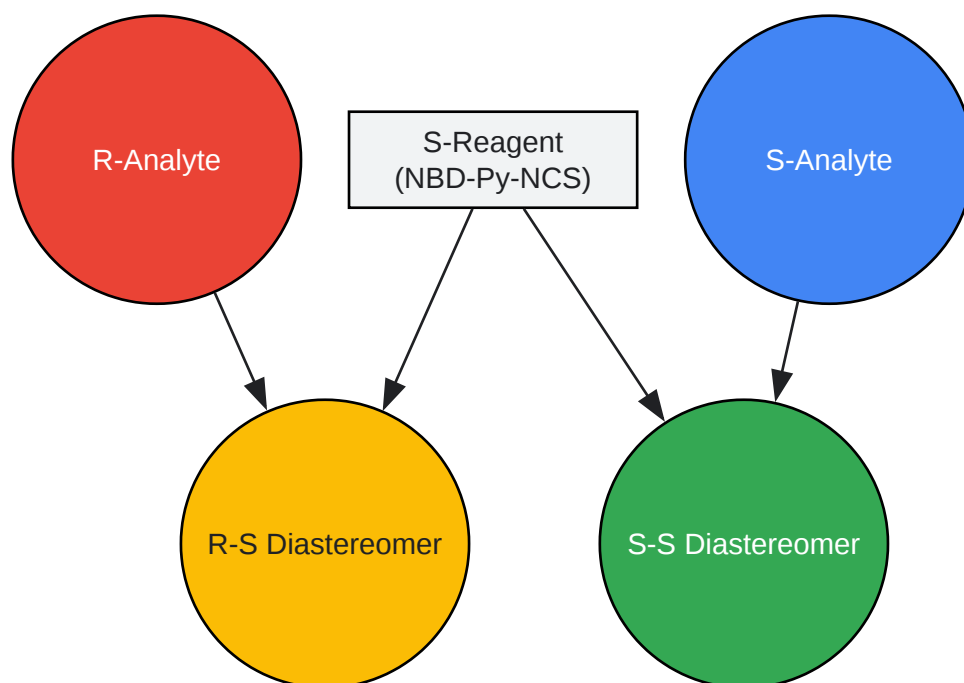 R-Analyte
S-Reagent
(NBD-Py-NCS)
S-Analyte
R-S Diastereomer
S-S Diastereomer